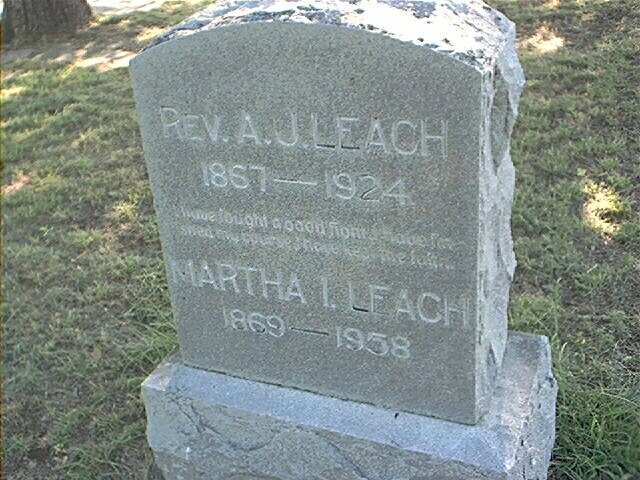 REV. A. J. LEACH
1867—1924
I have fought a good fight I have fin-
ished my course I have kept the faith.
MARTHA I. LEACH
1869—1938